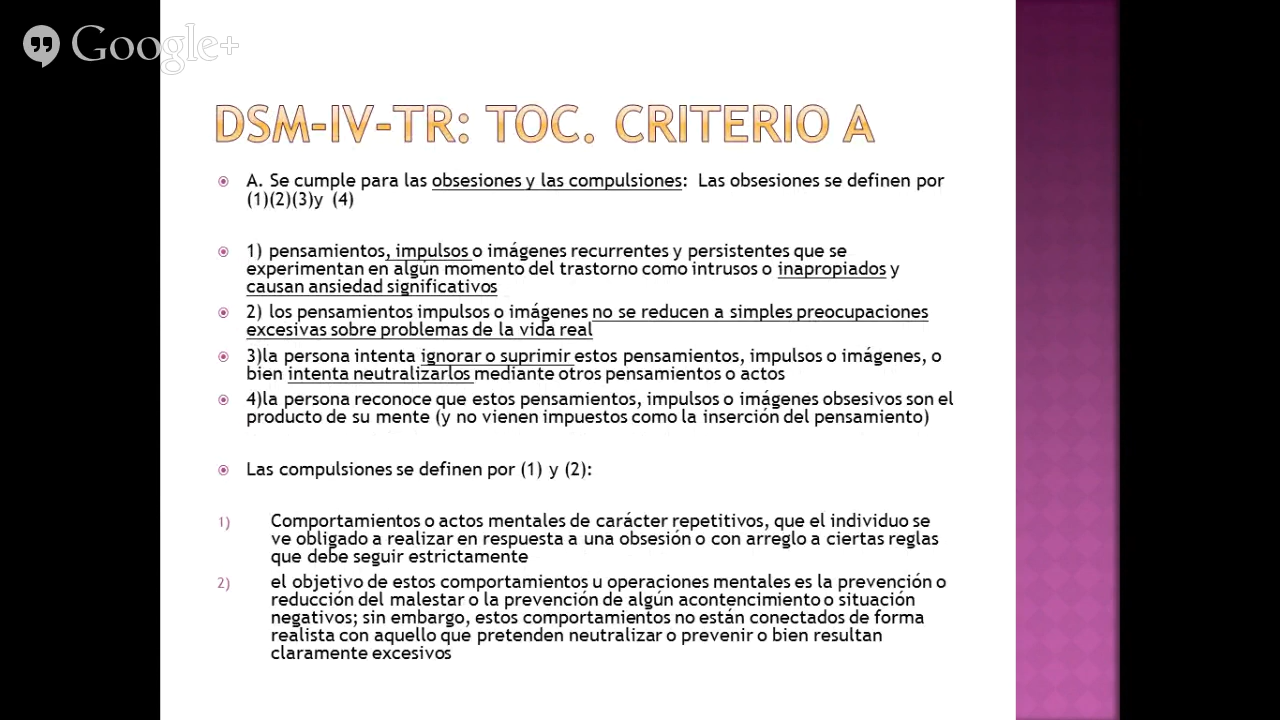 Google+
DSM-IV-TR: TOC. CRITERIO A
A. Se cumple para las obsesiones y las compulsiones: Las obsesiones se definen por
(1)(2)(3)y (4)
1) pensamientos, impulsos o imágenes recurrentes y persistentes que se
experimentan en algún momento del trastorno como intrusos o inapropiados y
causan ansiedad significativos
2) los pensamientos impulsos o imágenes no se reducen a simples preocupaciones
excesivas sobre problemas de la vida real
3)la persona intenta ignorar o suprimir estos pensamientos, impulsos o imágenes, o
bien intenta neutralizarlos mediante otros pensamientos o actos
4)la persona reconoce que estos pensamientos, impulsos o imágenes obsesivos son el
producto de su mente (y no vienen impuestos como la inserción del pensamiento)
Las compulsiones se definen por (1) y (2):
1) Comportamientos o actos mentales de carácter repetitivos, que el individuo se
ve obligado a realizar en respuesta a una obsesión o con arreglo a ciertas reglas
que debe seguir estrictamente
2) el objetivo de estos comportamientos u operaciones mentales es la prevención o
reducción del malestar o la prevención de algún acontencimiento o situación
negativos; sin embargo, estos comportamientos no están conectados de forma
realista con aquello que pretenden neutralizar o prevenir o bien resultan
claramente excesivos